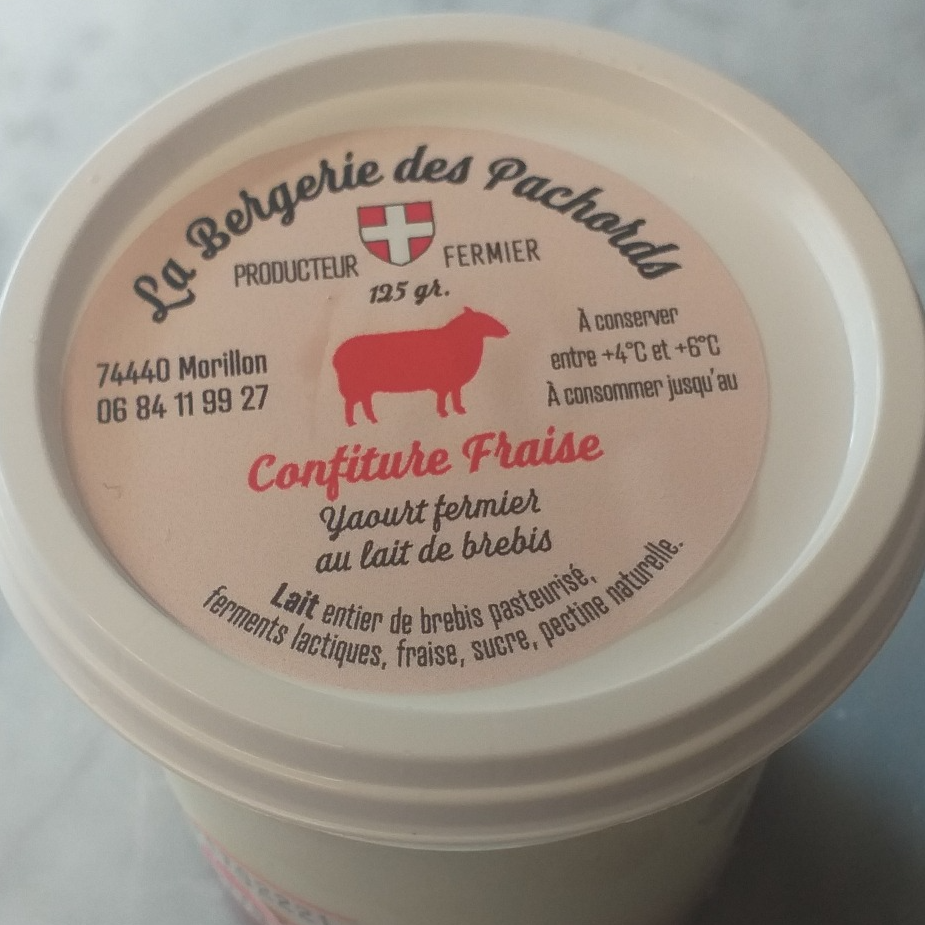 La Bergerie des Pachords
PRODUCTEUR FERMIER
125 gr.
74440 Morillon
06 84 11 99 27
À conserver
entre +4°C et +6°C
À consommer jusqu'au
Confiture Fraise
Yaourt fermier
au lait de brebis
Lait entier de brebis pasteurisé,
ferments lactiques, fraise, sucre, pectine naturelle.